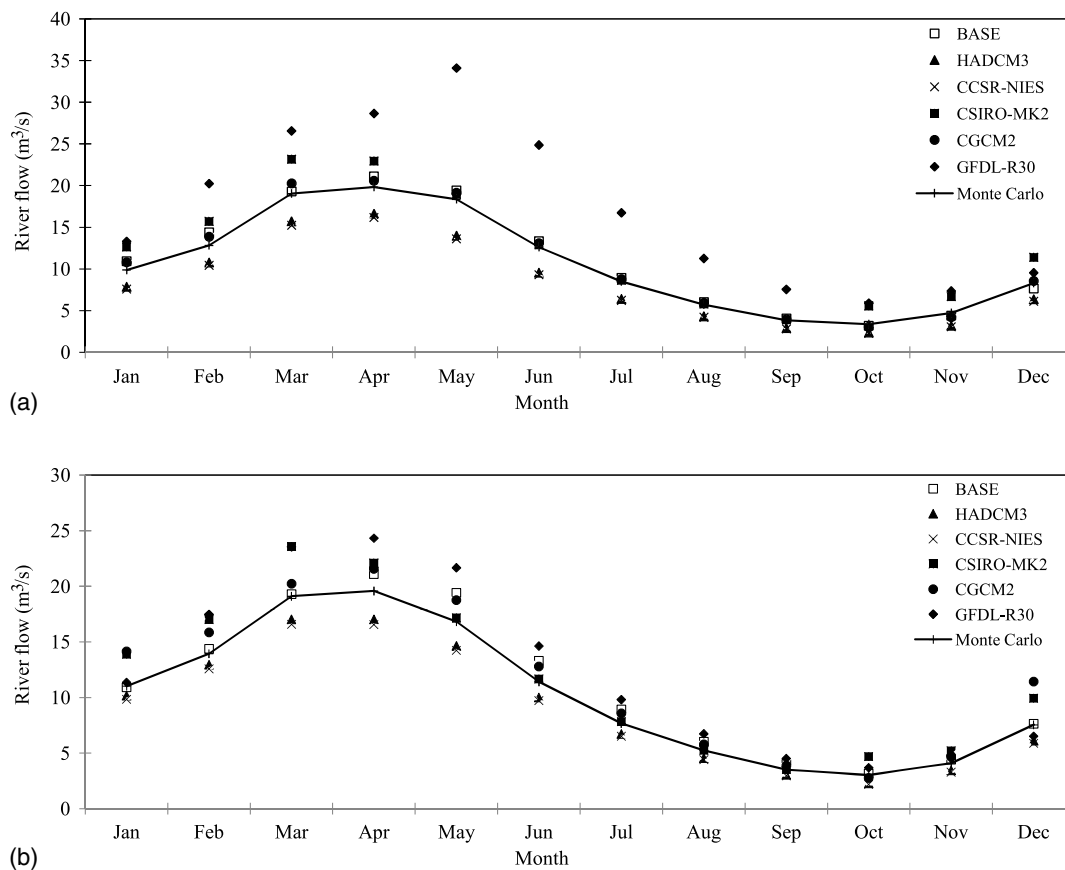 40
35
30
25
20
15
10
5
0
River flow (m³/s)
BASE
HADCM3
CCSR-NIES
CSIRO-MK2
CGCM2
GFDL-R30
Monte Carlo
Jan Feb Mar Apr May Jun Jul Aug Sep Oct Nov Dec
Month
(a)
30
25
20
15
10
5
0
River flow (m³/s)
BASE
HADCM3
CCSR-NIES
CSIRO-MK2
CGCM2
GFDL-R30
Monte Carlo
Jan Feb Mar Apr May Jun Jul Aug Sep Oct Nov Dec
Month
(b)